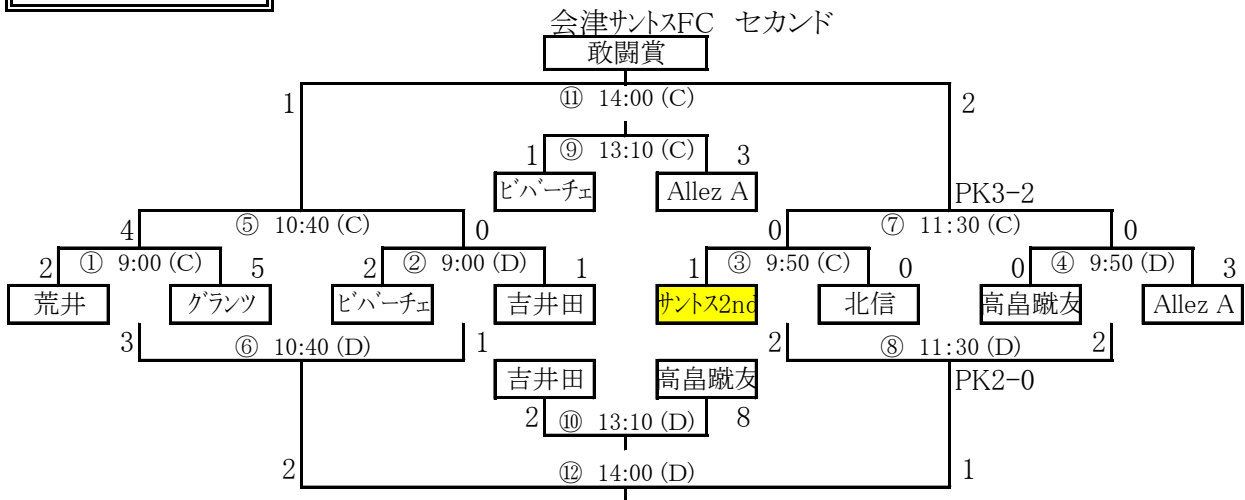 会津サントスFC セカンド
敢闘賞
1 ⑪ 14:00 (C) 2
1 ⑨ 13:10 (C) 3
ビバーチェ Allez A
PK3-2
4 ⑤ 10:40 (C) 0 0 ⑦ 11:30 (C) 0
2 ① 9:00 (C) 5 2 ② 9:00 (D) 1 1 ③ 9:50 (C) 0 0 ④ 9:50 (D) 3
荒井 グランツ ビバーチェ 吉井田 サントス2nd 北信 高畠蹴友 Allez A
3 ⑥ 10:40 (D) 1 2 ⑧ 11:30 (D) 2
吉井田 高畠蹴友 PK2-0
2 ⑩ 13:10 (D) 8
2 ⑫ 14:00 (D) 1